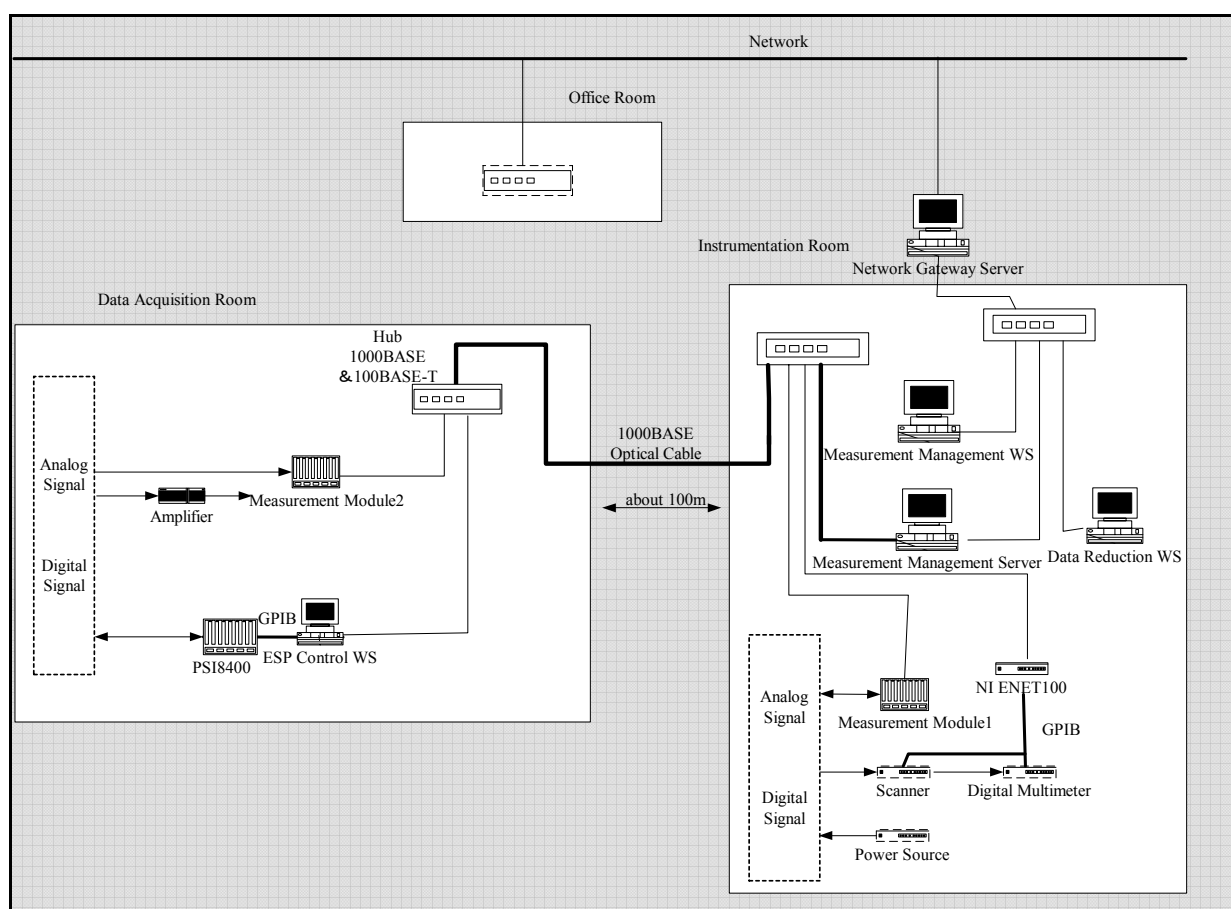 Network
Office Room
Instrumentation Room
Network Gateway Server
Data Acquisition Room
Hub
1000BASE
&100BASE-T
Analog
Signal
Measurement Module2
Amplifier
Digital
Signal
GPIB
ESP Control WS
PSI8400
1000BASE
Optical Cable
about 100m
Measurement Management WS
Measurement Management Server
Data Reduction WS
NI ENET100
Analog
Signal
Measurement Module1
GPIB
Scanner
Digital Multimeter
Digital
Signal
Power Source